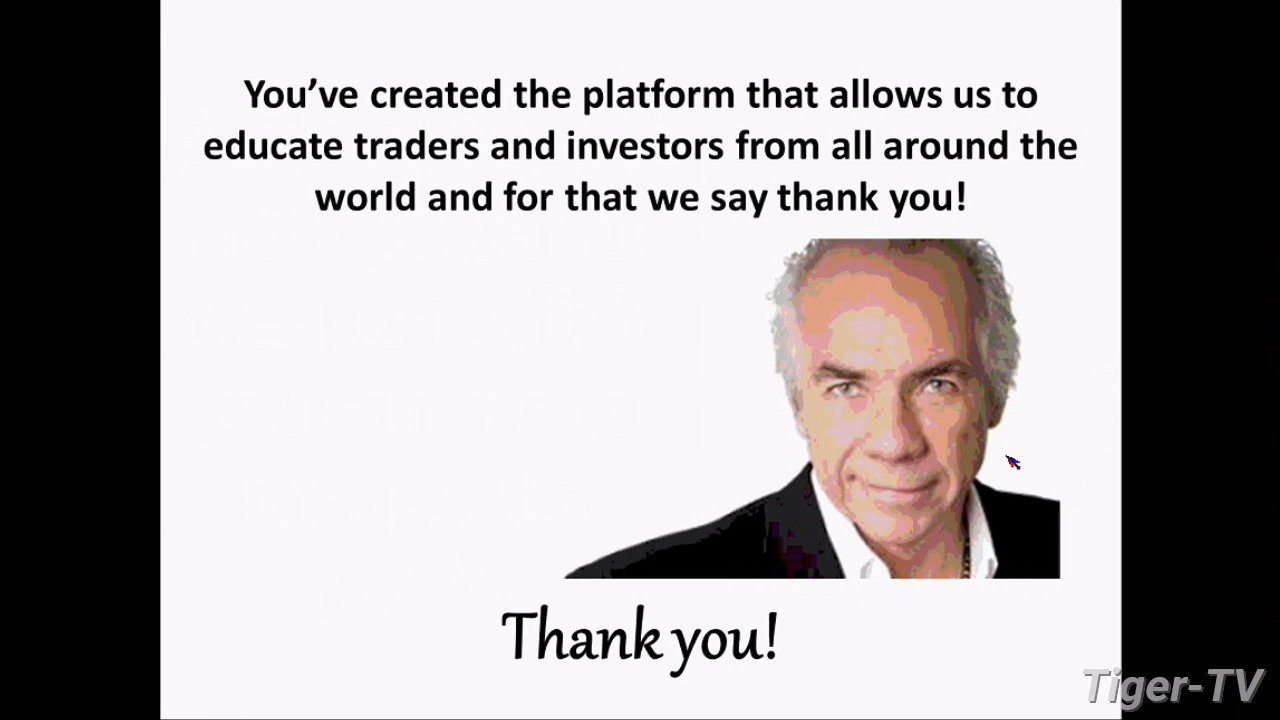 You’ve created the platform that allows us to
educate traders and investors from all around the
world and for that we say thank you!
Thank you!
Tiger-TV